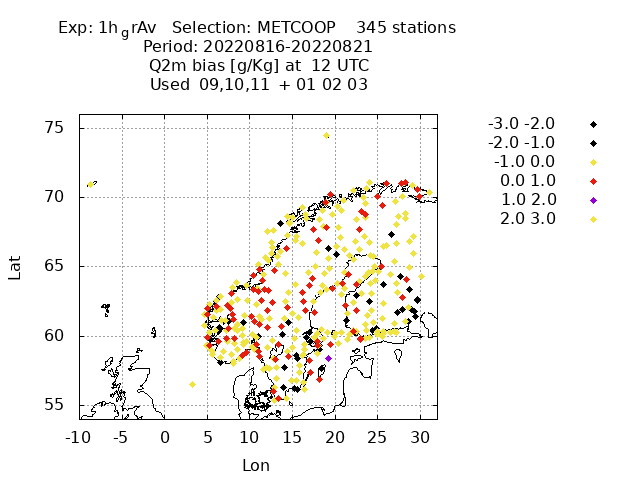 Exp: 1h_grAv   Selection: METCOOP    345 stations
Period: 20220816-20220821
Q2m bias [g/Kg] at  12 UTC
Used  09,10,11  + 01 02 03
-3.0 -2.0
-2.0 -1.0
-1.0 0.0
0.0 1.0
1.0 2.0
2.0 3.0
75
70
65
60
55
Lat
-10 -5 0 5 10 15 20 25 30
Lon